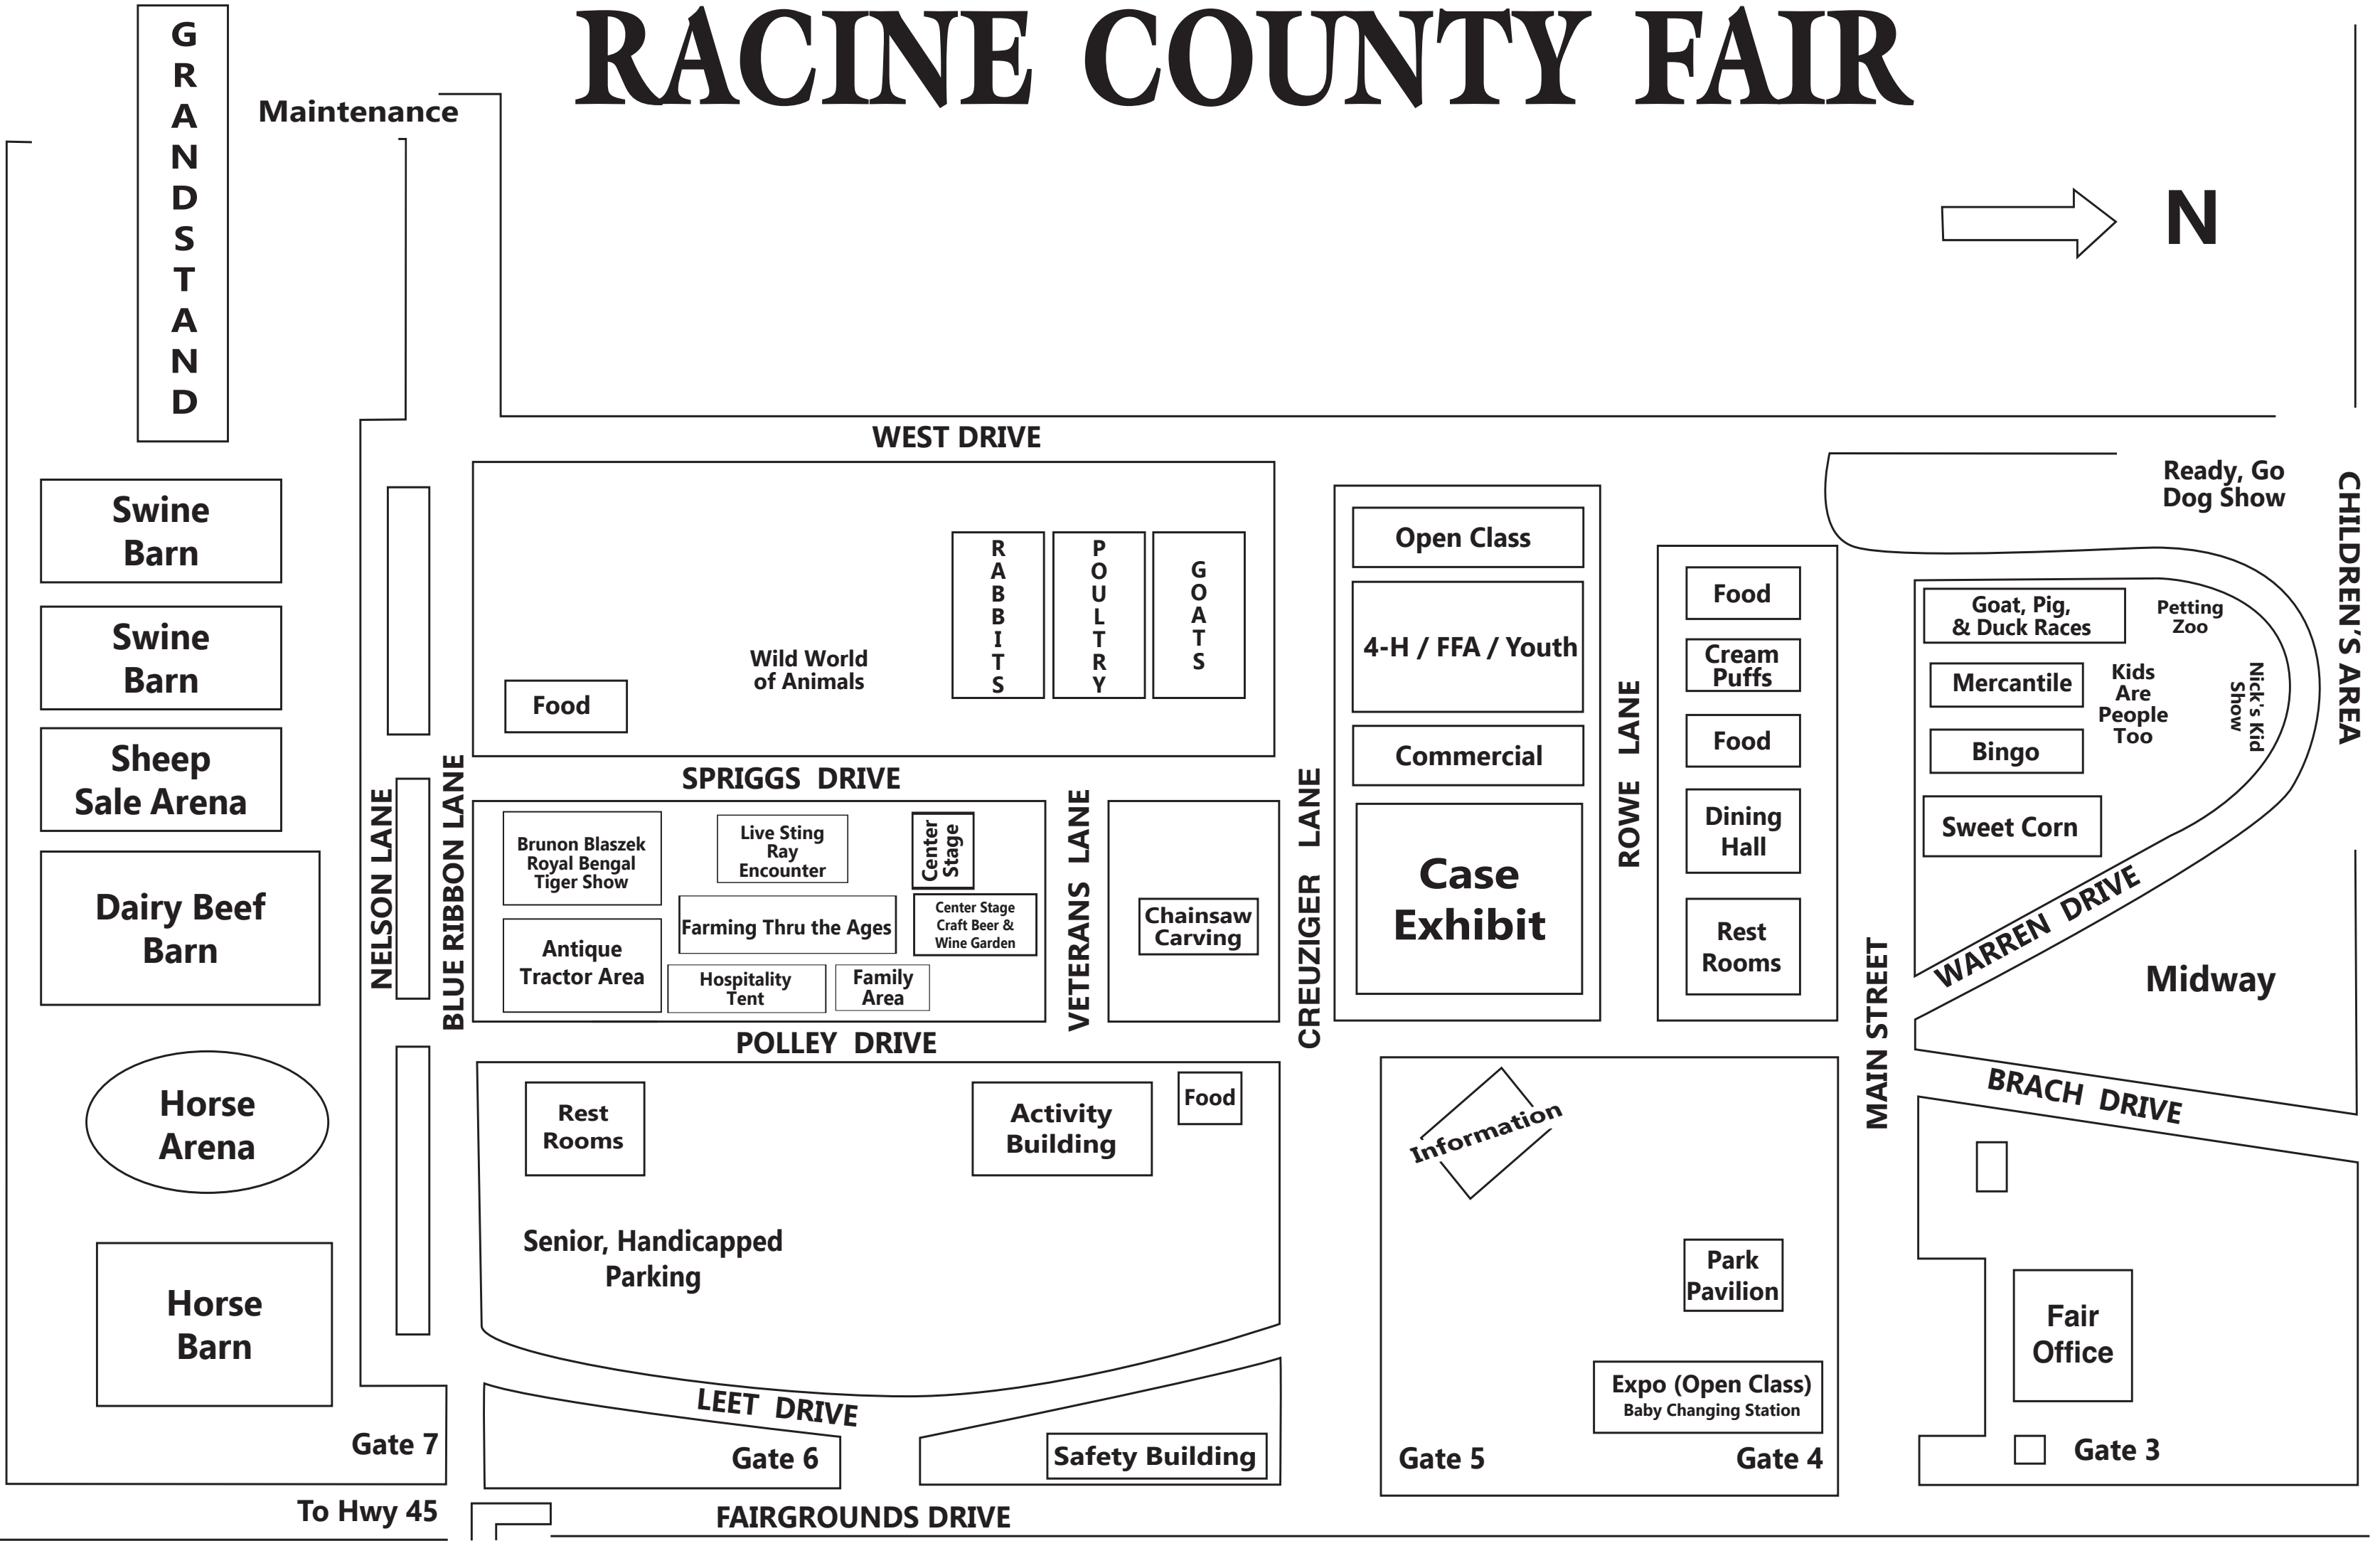 RACINE COUNTY FAIR
GRANDSTAND
Maintenance
N
WEST DRIVE
Ready, Go
Dog Show
CHILDREN'S AREA
Swine
Barn
Swine
Barn
Sheep
Sale Arena
Dairy Beef
Barn
Horse
Arena
Horse
Barn
NELSON LANE
BLUE RIBBON LANE
Food
Wild World
of Animals
RABBITS
POULTRY
GOATS
SPRIGGS DRIVE
Brunon Blaszek
Royal Bengal
Tiger Show
Live Sting
Ray
Encounter
Center
Stage
Antique
Tractor Area
Farming Thru the Ages
Center Stage
Craft Beer &
Wine Garden
Hospitality
Tent
Family
Area
VETERANS LANE
Chainsaw
Carving
CREUZIGER LANE
Open Class
4-H / FFA / Youth
Commercial
Case
Exhibit
ROWE LANE
Food
Cream
Puffs
Food
Dining
Hall
Rest
Rooms
MAIN STREET
Goat, Pig,
& Duck Races
Petting
Zoo
Mercantile
Kids
Are
People
Too
Nick's Kid
Show
Bingo
Sweet Corn
WARREN DRIVE
Midway
BRACH DRIVE
POLLEY DRIVE
Rest
Rooms
Activity
Building
Food
Senior, Handicapped
Parking
Information
Park
Pavilion
Expo (Open Class)
Baby Changing Station
Fair
Office
LEET DRIVE
Gate 7
Gate 6
Safety Building
Gate 5
Gate 4
Gate 3
To Hwy 45
FAIRGROUNDS DRIVE